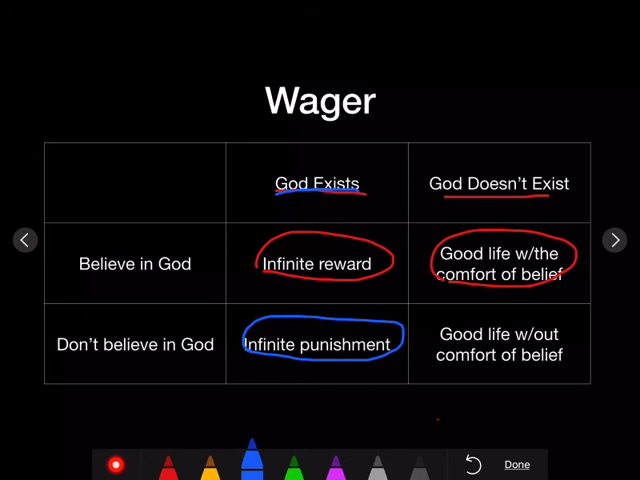 Wager
God Exists
God Doesn't Exist
Believe in God
Infinite reward
Good life w/the
comfort of belief
Don't believe in God
Infinite punishment
Good life w/out
comfort of belief
Done